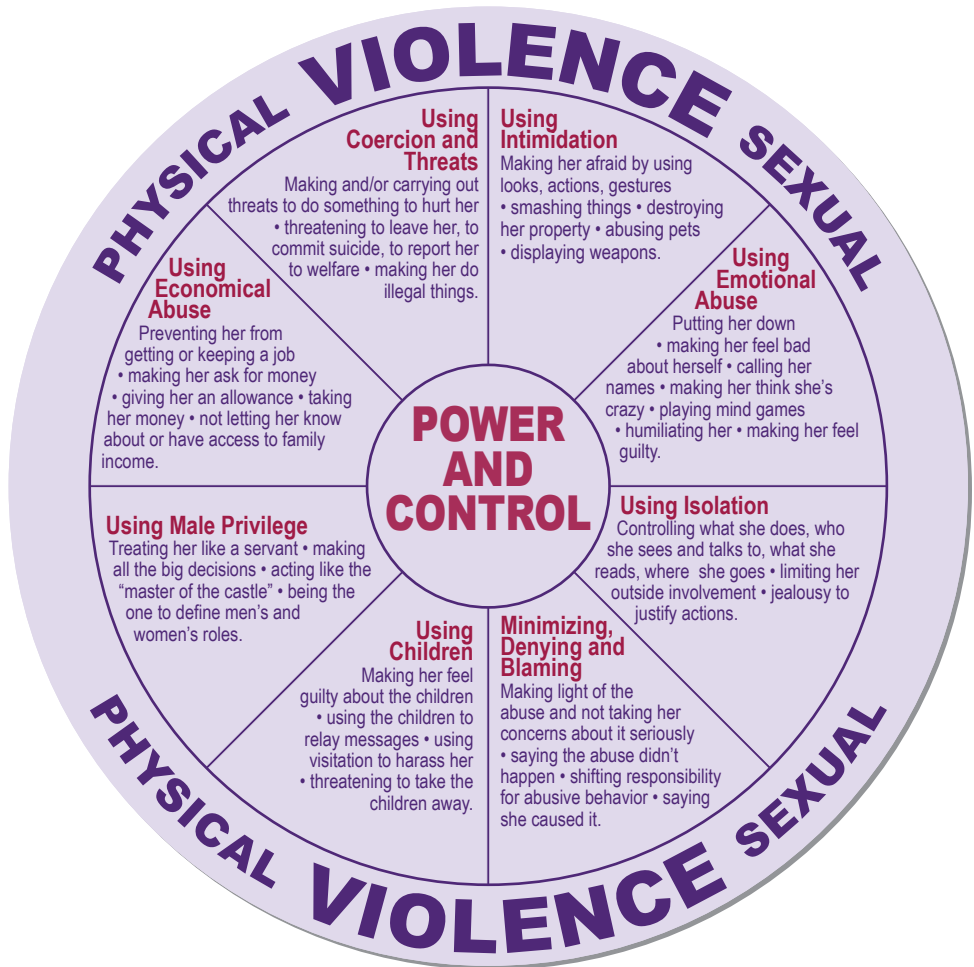 PHYSICAL VIOLENCE SEXUAL
Using
Coercion and
Threats
Making and/or carrying out
threats to do something to hurt her
• threatening to leave her, to
commit suicide, to report her
to welfare • making her do
illegal things.
Using
Intimidation
Making her afraid by using
looks, actions, gestures
• smashing things • destroying
her property • abusing pets
• displaying weapons.
Using
Emotional
Abuse
Putting her down
• making her feel bad
about herself • calling her
names • making her think she’s
crazy • playing mind games
• humiliating her • making her feel
guilty.
Using Isolation
Controlling what she does, who
she sees and talks to, what she
reads, where she goes • limiting her
outside involvement • jealousy to
justify actions.
Minimizing,
Denying and
Blaming
Making light of the
abuse and not taking her
concerns about it seriously
• saying the abuse didn’t
happen • shifting responsibility
for abusive behavior • saying
she caused it.
Using
Children
Making her feel
guilty about the children
• using the children to
relay messages • using
visitation to harass her
• threatening to take the
children away.
Using Male Privilege
Treating her like a servant • making
all the big decisions • acting like the
“master of the castle” • being the
one to define men’s and
women’s roles.
Using
Economical
Abuse
Preventing her from
getting or keeping a job
• making her ask for money
• giving her an allowance • taking
her money • not letting her know
about or have access to family
income.
POWER
AND
CONTROL
PHYSICAL VIOLENCE SEXUAL